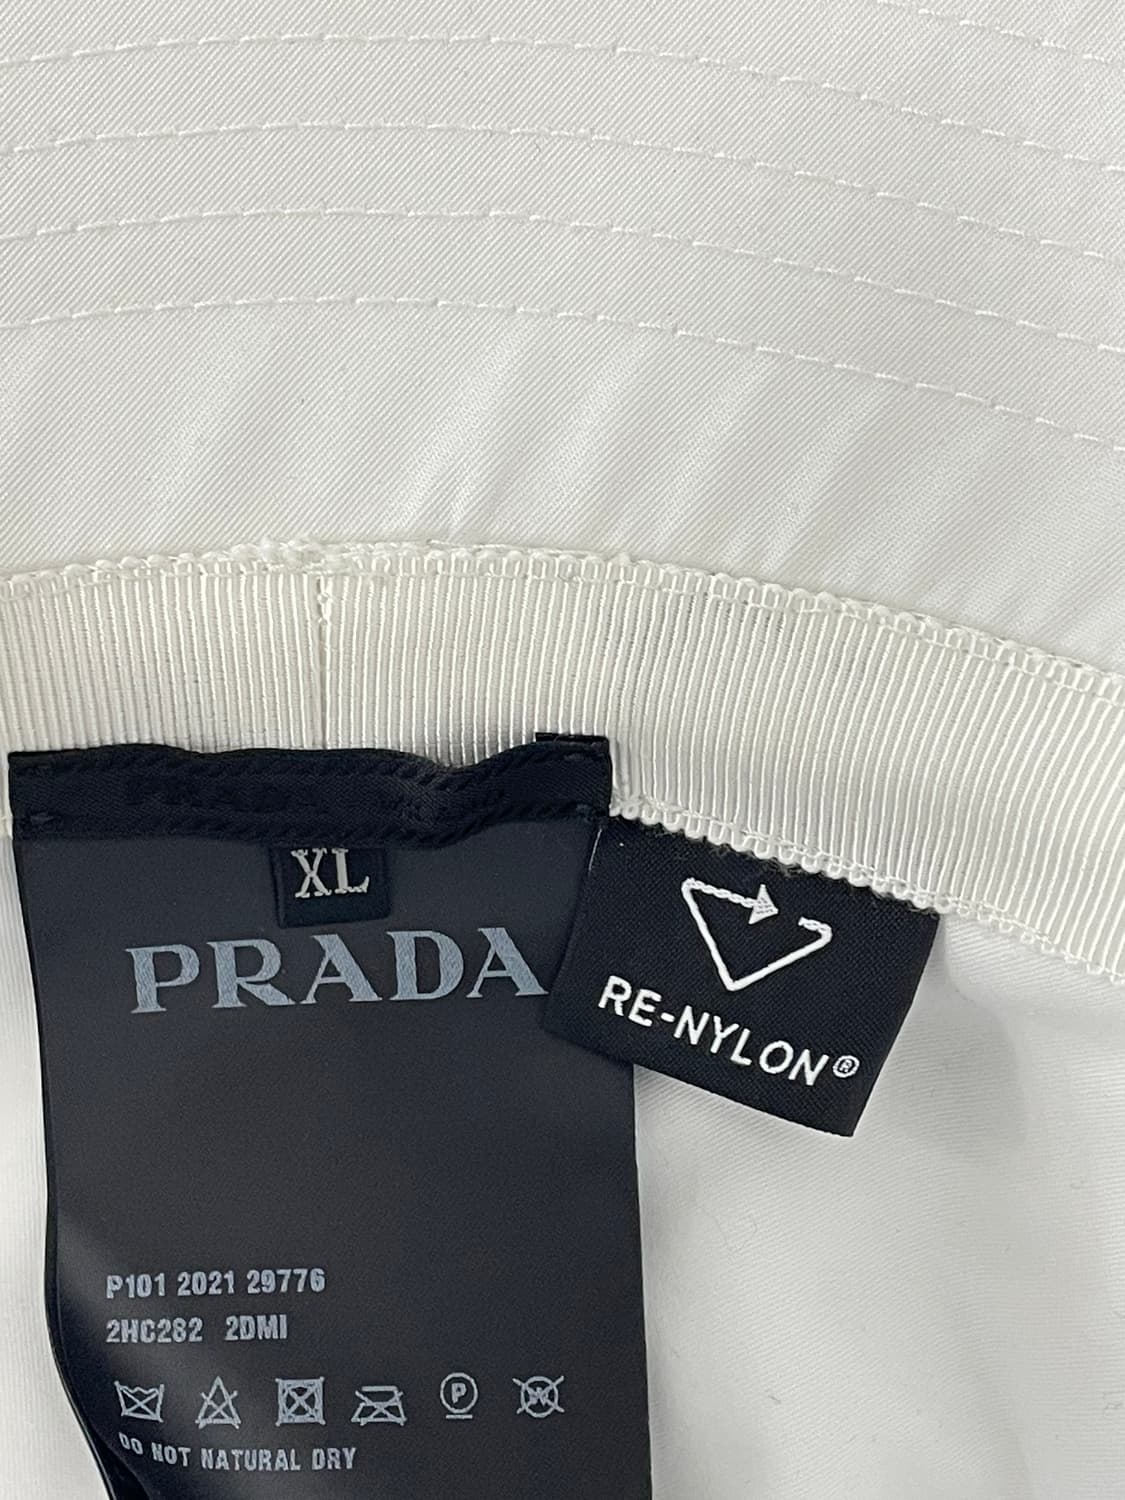 XL
PRADA
RE-NYLON®
P101 2021 29776
2HC282 2DMI
P
W
DO NOT NATURAL DRY